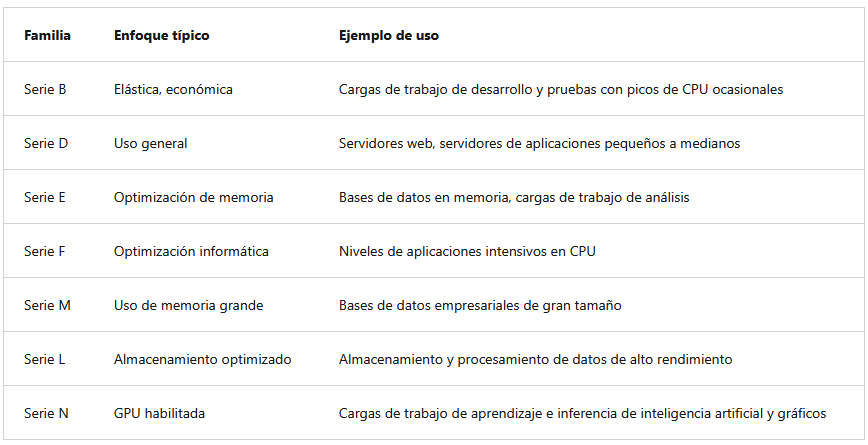 Familia Enfoque típico Ejemplo de uso
Serie B Elástica, económica Cargas de trabajo de desarrollo y pruebas con picos de CPU ocasionales
Serie D Uso general Servidores web, servidores de aplicaciones pequeños a medianos
Serie E Optimización de memoria Bases de datos en memoria, cargas de trabajo de análisis
Serie F Optimización informática Niveles de aplicaciones intensivos en CPU
Serie M Uso de memoria grande Bases de datos empresariales de gran tamaño
Serie L Almacenamiento optimizado Almacenamiento y procesamiento de datos de alto rendimiento
Serie N GPU habilitada Cargas de trabajo de aprendizaje e inferencia de inteligencia artificial y gráficos